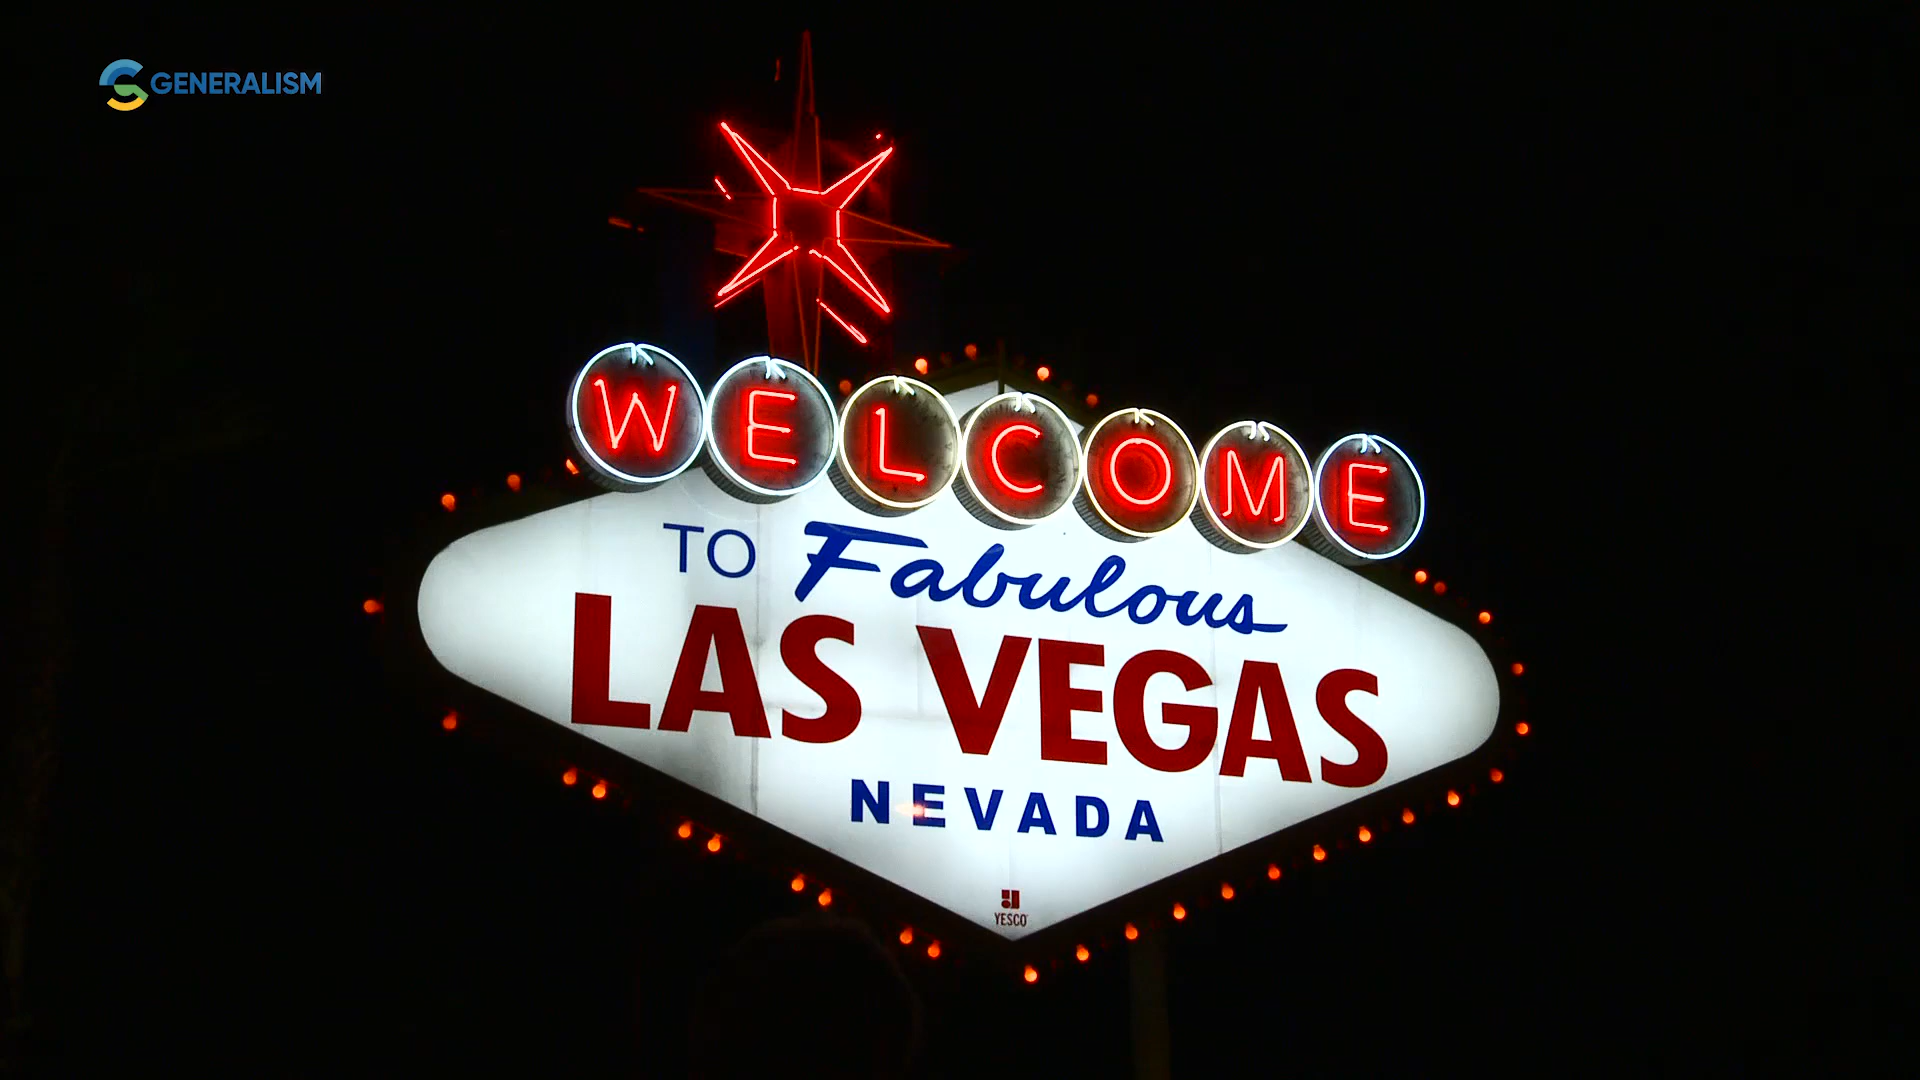 GENERALISM
WELCOME
TO Fabulous
LAS VEGAS
NEVADA
YESCO